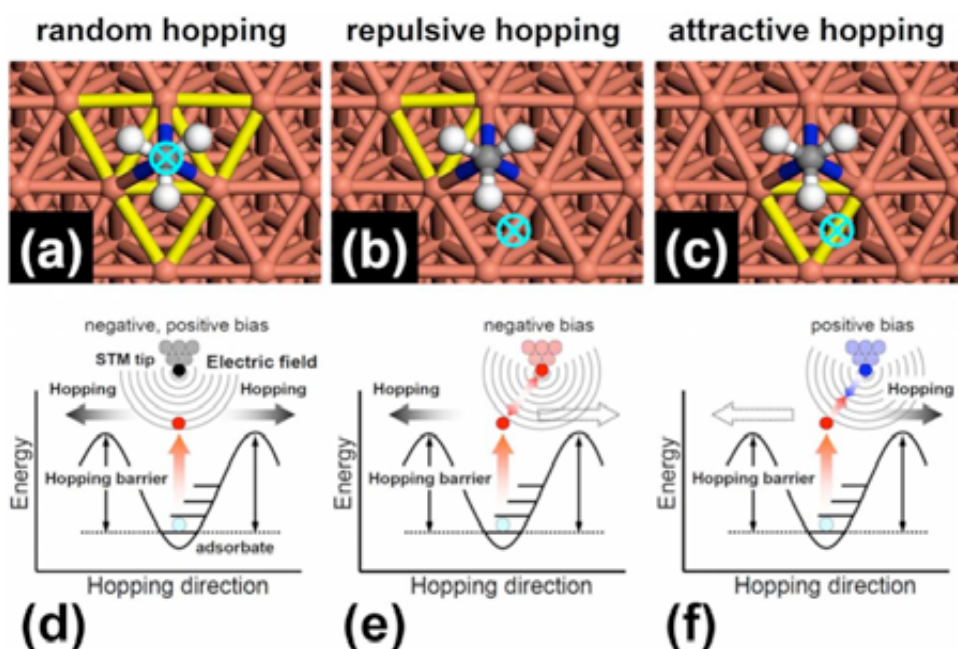 random hopping
repulsive hopping
attractive hopping
(a)
(b)
(c)
negative, positive bias
STM tip
Electric field
Hopping
Hopping
Hopping barrier
adsorbate
Energy
Hopping direction
(d)
negative bias
Hopping
Hopping barrier
Energy
Hopping direction
(e)
positive bias
Hopping
Hopping barrier
Energy
Hopping direction
(f)